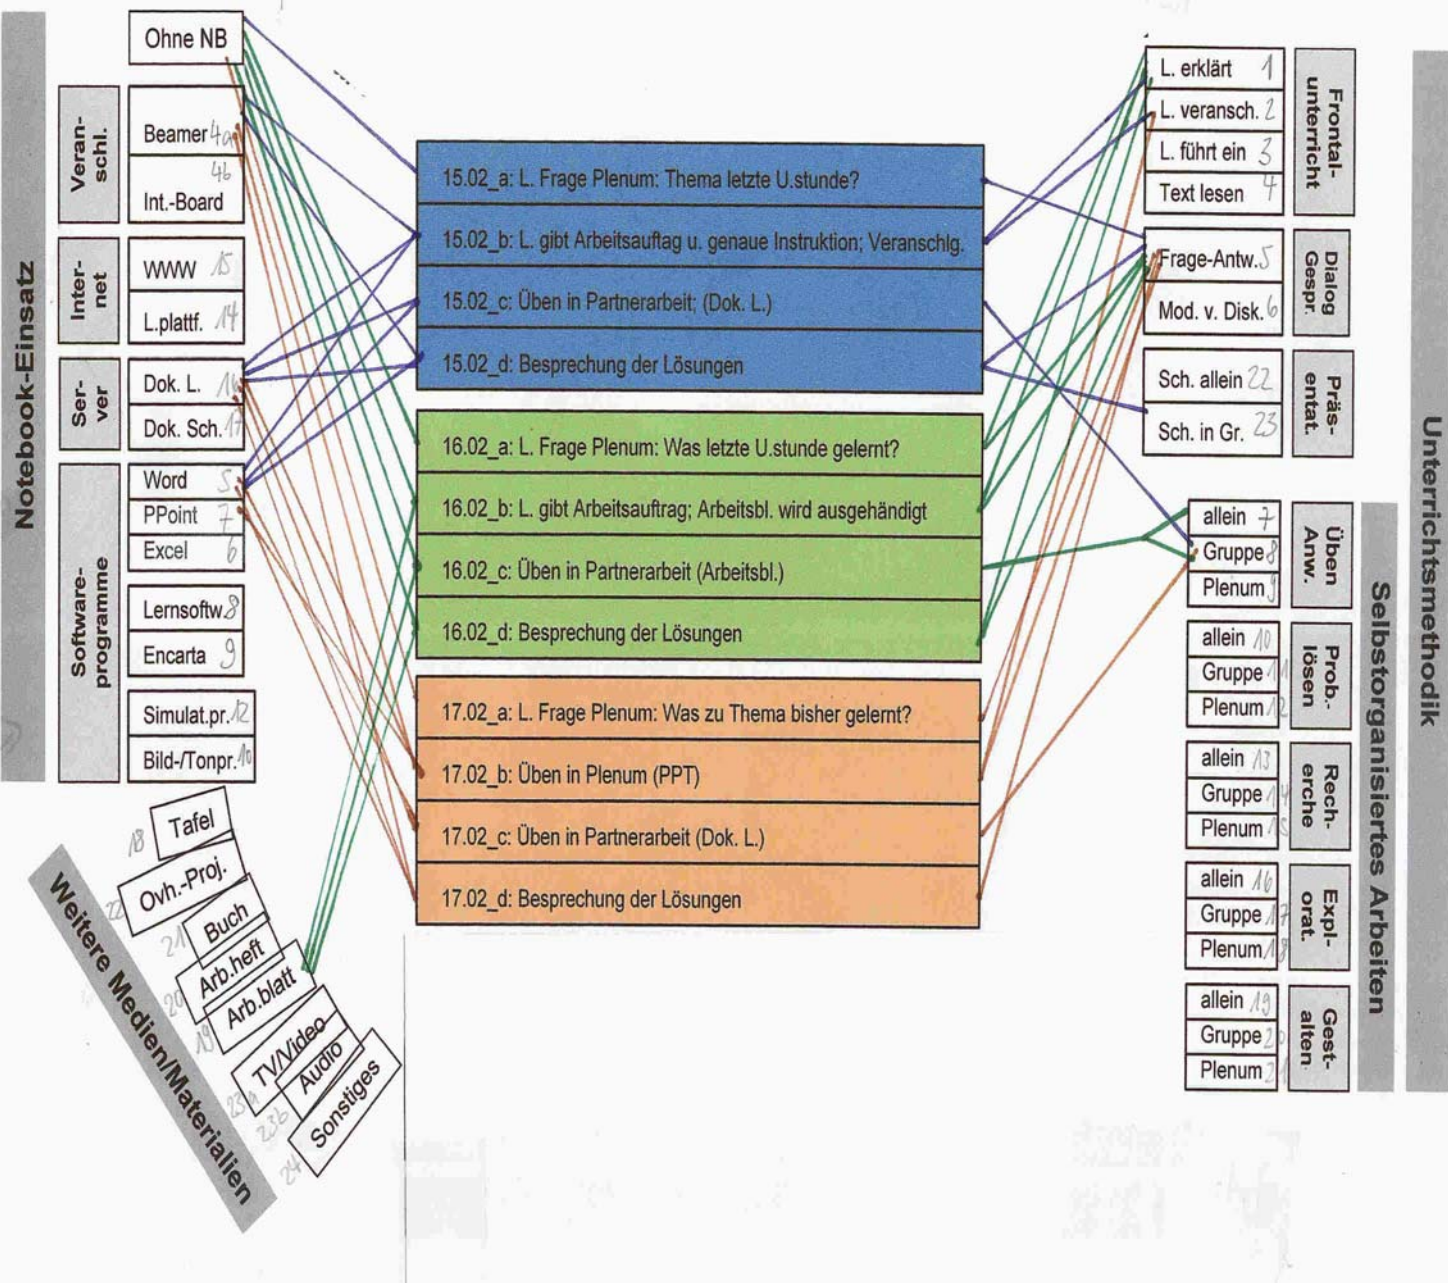 Notebook-Einsatz
Ohne NB
Veran-
schl.
Beamer 4a
4b
Int.-Board
Inter-
net
WWW 15
L.plattf. 14
Ser-
ver
Dok. L. 16
Dok. Sch. 17
Software-
programme
Word 5
PPoint 7
Excel 6
Lernsoftw. 8
Encarta 9
Simulat.pr. 12
Bild-/Tonpr. 10
Weitere Medien/Materialien
18 Tafel
22 Ovh.-Proj.
21 Buch
20 Arb.heft
19 Arb.blatt
23a TV/Video
23b Audio
24 Sonstiges
15.02_a: L. Frage Plenum: Thema letzte U.stunde?
15.02_b: L. gibt Arbeitsauftag u. genaue Instruktion; Veranschlg.
15.02_c: Üben in Partnerarbeit; (Dok. L.)
15.02_d: Besprechung der Lösungen
16.02_a: L. Frage Plenum: Was letzte U.stunde gelernt?
16.02_b: L. gibt Arbeitsauftrag; Arbeitsbl. wird ausgehändigt
16.02_c: Üben in Partnerarbeit (Arbeitsbl.)
16.02_d: Besprechung der Lösungen
17.02_a: L. Frage Plenum: Was zu Thema bisher gelernt?
17.02_b: Üben in Plenum (PPT)
17.02_c: Üben in Partnerarbeit (Dok. L.)
17.02_d: Besprechung der Lösungen
Unterrichtsmethodik
Frontal-
unterricht
L. erklärt 1
L. veransch. 2
L. führt ein 3
Text lesen 4
Dialog
Gespr.
Frage-Antw. 5
Mod. v. Disk. 6
Präs-
entat.
Sch. allein 22
Sch. in Gr. 23
Selbstorganisiertes Arbeiten
Üben
Anw.
allein 7
Gruppe 8
Plenum 9
Prob.-
lösen
allein 10
Gruppe 11
Plenum 12
Rech-
erche
allein 13
Gruppe 14
Plenum 15
Expl-
orat.
allein 16
Gruppe 17
Plenum 18
Gest-
alten
allein 19
Gruppe 20
Plenum 21